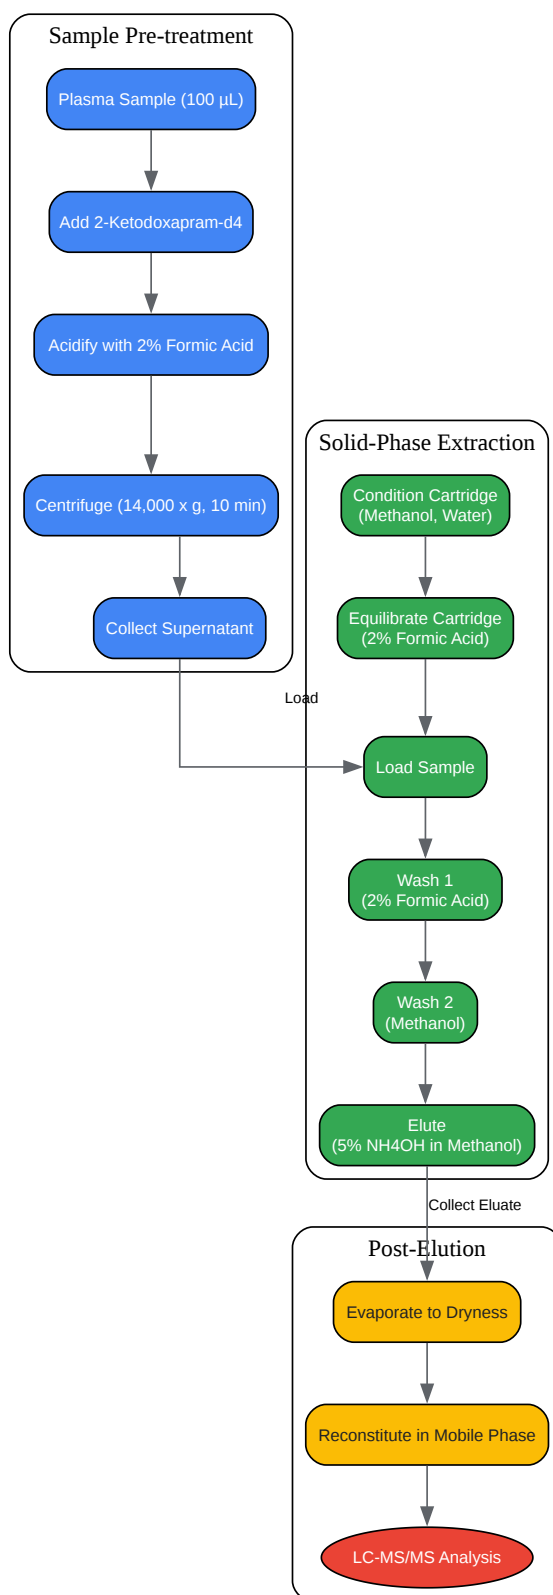 Sample Pre-treatment
Plasma Sample (100 µL)
Add 2-Ketodoxapram-d4
Acidify with 2% Formic Acid
Centrifuge (14,000 x g, 10 min)
Collect Supernatant
Load
Solid-Phase Extraction
Condition Cartridge
(Methanol, Water)
Equilibrate Cartridge
(2% Formic Acid)
Load Sample
Wash 1
(2% Formic Acid)
Wash 2
(Methanol)
Elute
(5% NH4OH in Methanol)
Collect Eluate
Post-Elution
Evaporate to Dryness
Reconstitute in Mobile Phase
LC-MS/MS Analysis